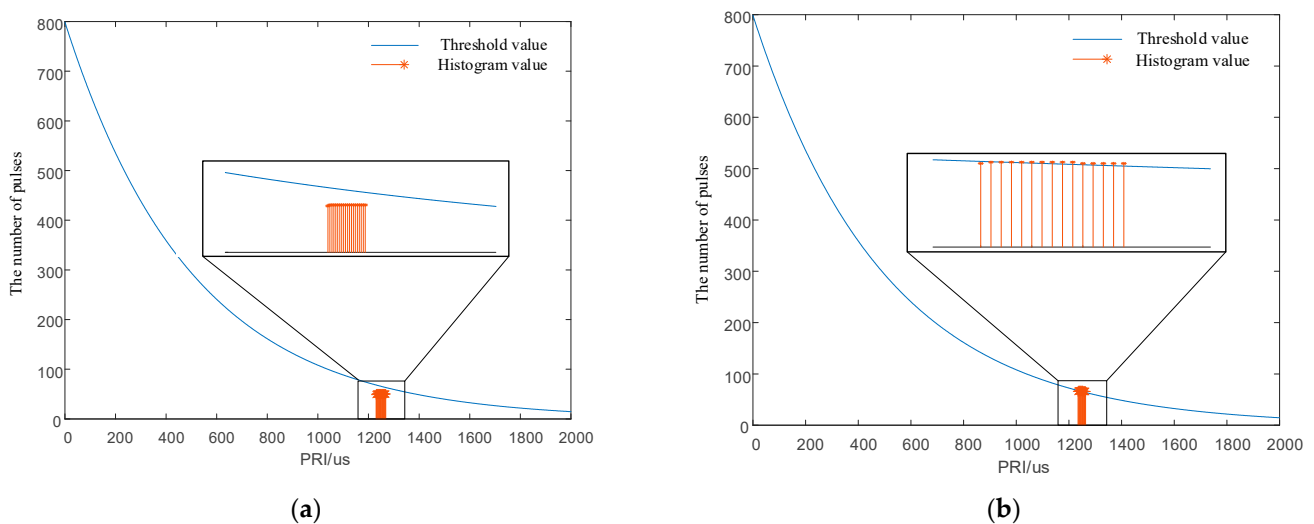 800
700
600
500
400
300
200
100
0
The number of pulses
Threshold value
Histogram value
0 200 400 600 800 1000 1200 1400 1600 1800 2000
PRI/us
(a)
800
700
600
500
400
300
200
100
0
The number of pulses
Threshold value
Histogram value
0 200 400 600 800 1000 1200 1400 1600 1800 2000
PRI/us
(b)